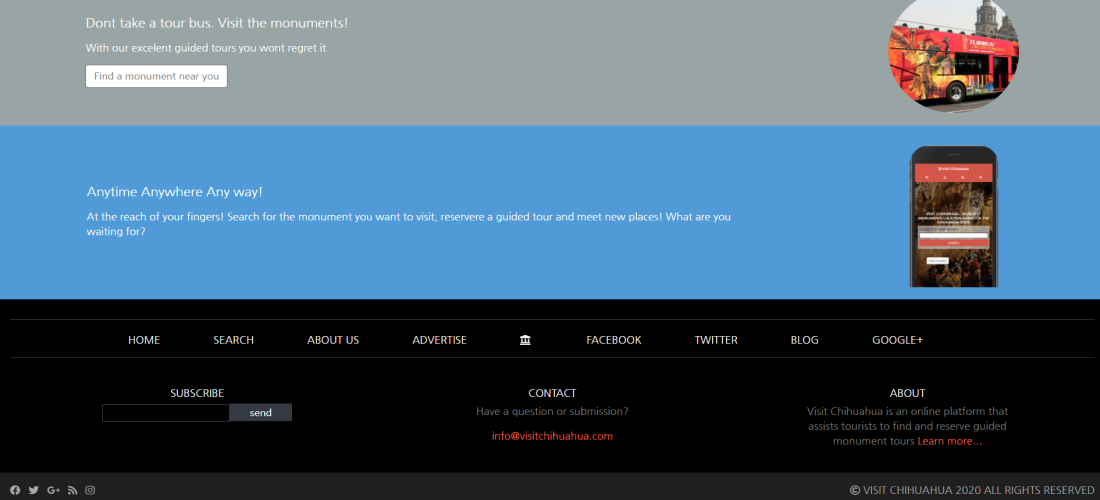 Dont take a tour bus. Visit the monuments!
With our excelent guided tours you wont regret it
Find a monument near you
Anytime Anywhere Any way!
At the reach of your fingers! Search for the monument you want to visit, reservere a guided tour and meet new places! What are you
waiting for?
HOME SEARCH ABOUT US ADVERTISE FACEBOOK TWITTER BLOG GOOGLE+
SUBSCRIBE CONTACT ABOUT
send
Have a question or submission?
info@visitchihuahua.com
Visit Chihuahua is an online platform that
assists tourists to find and reserve guided
monument tours Learn more...
© VISIT CHIHUAHUA 2020 ALL RIGHTS RESERVED